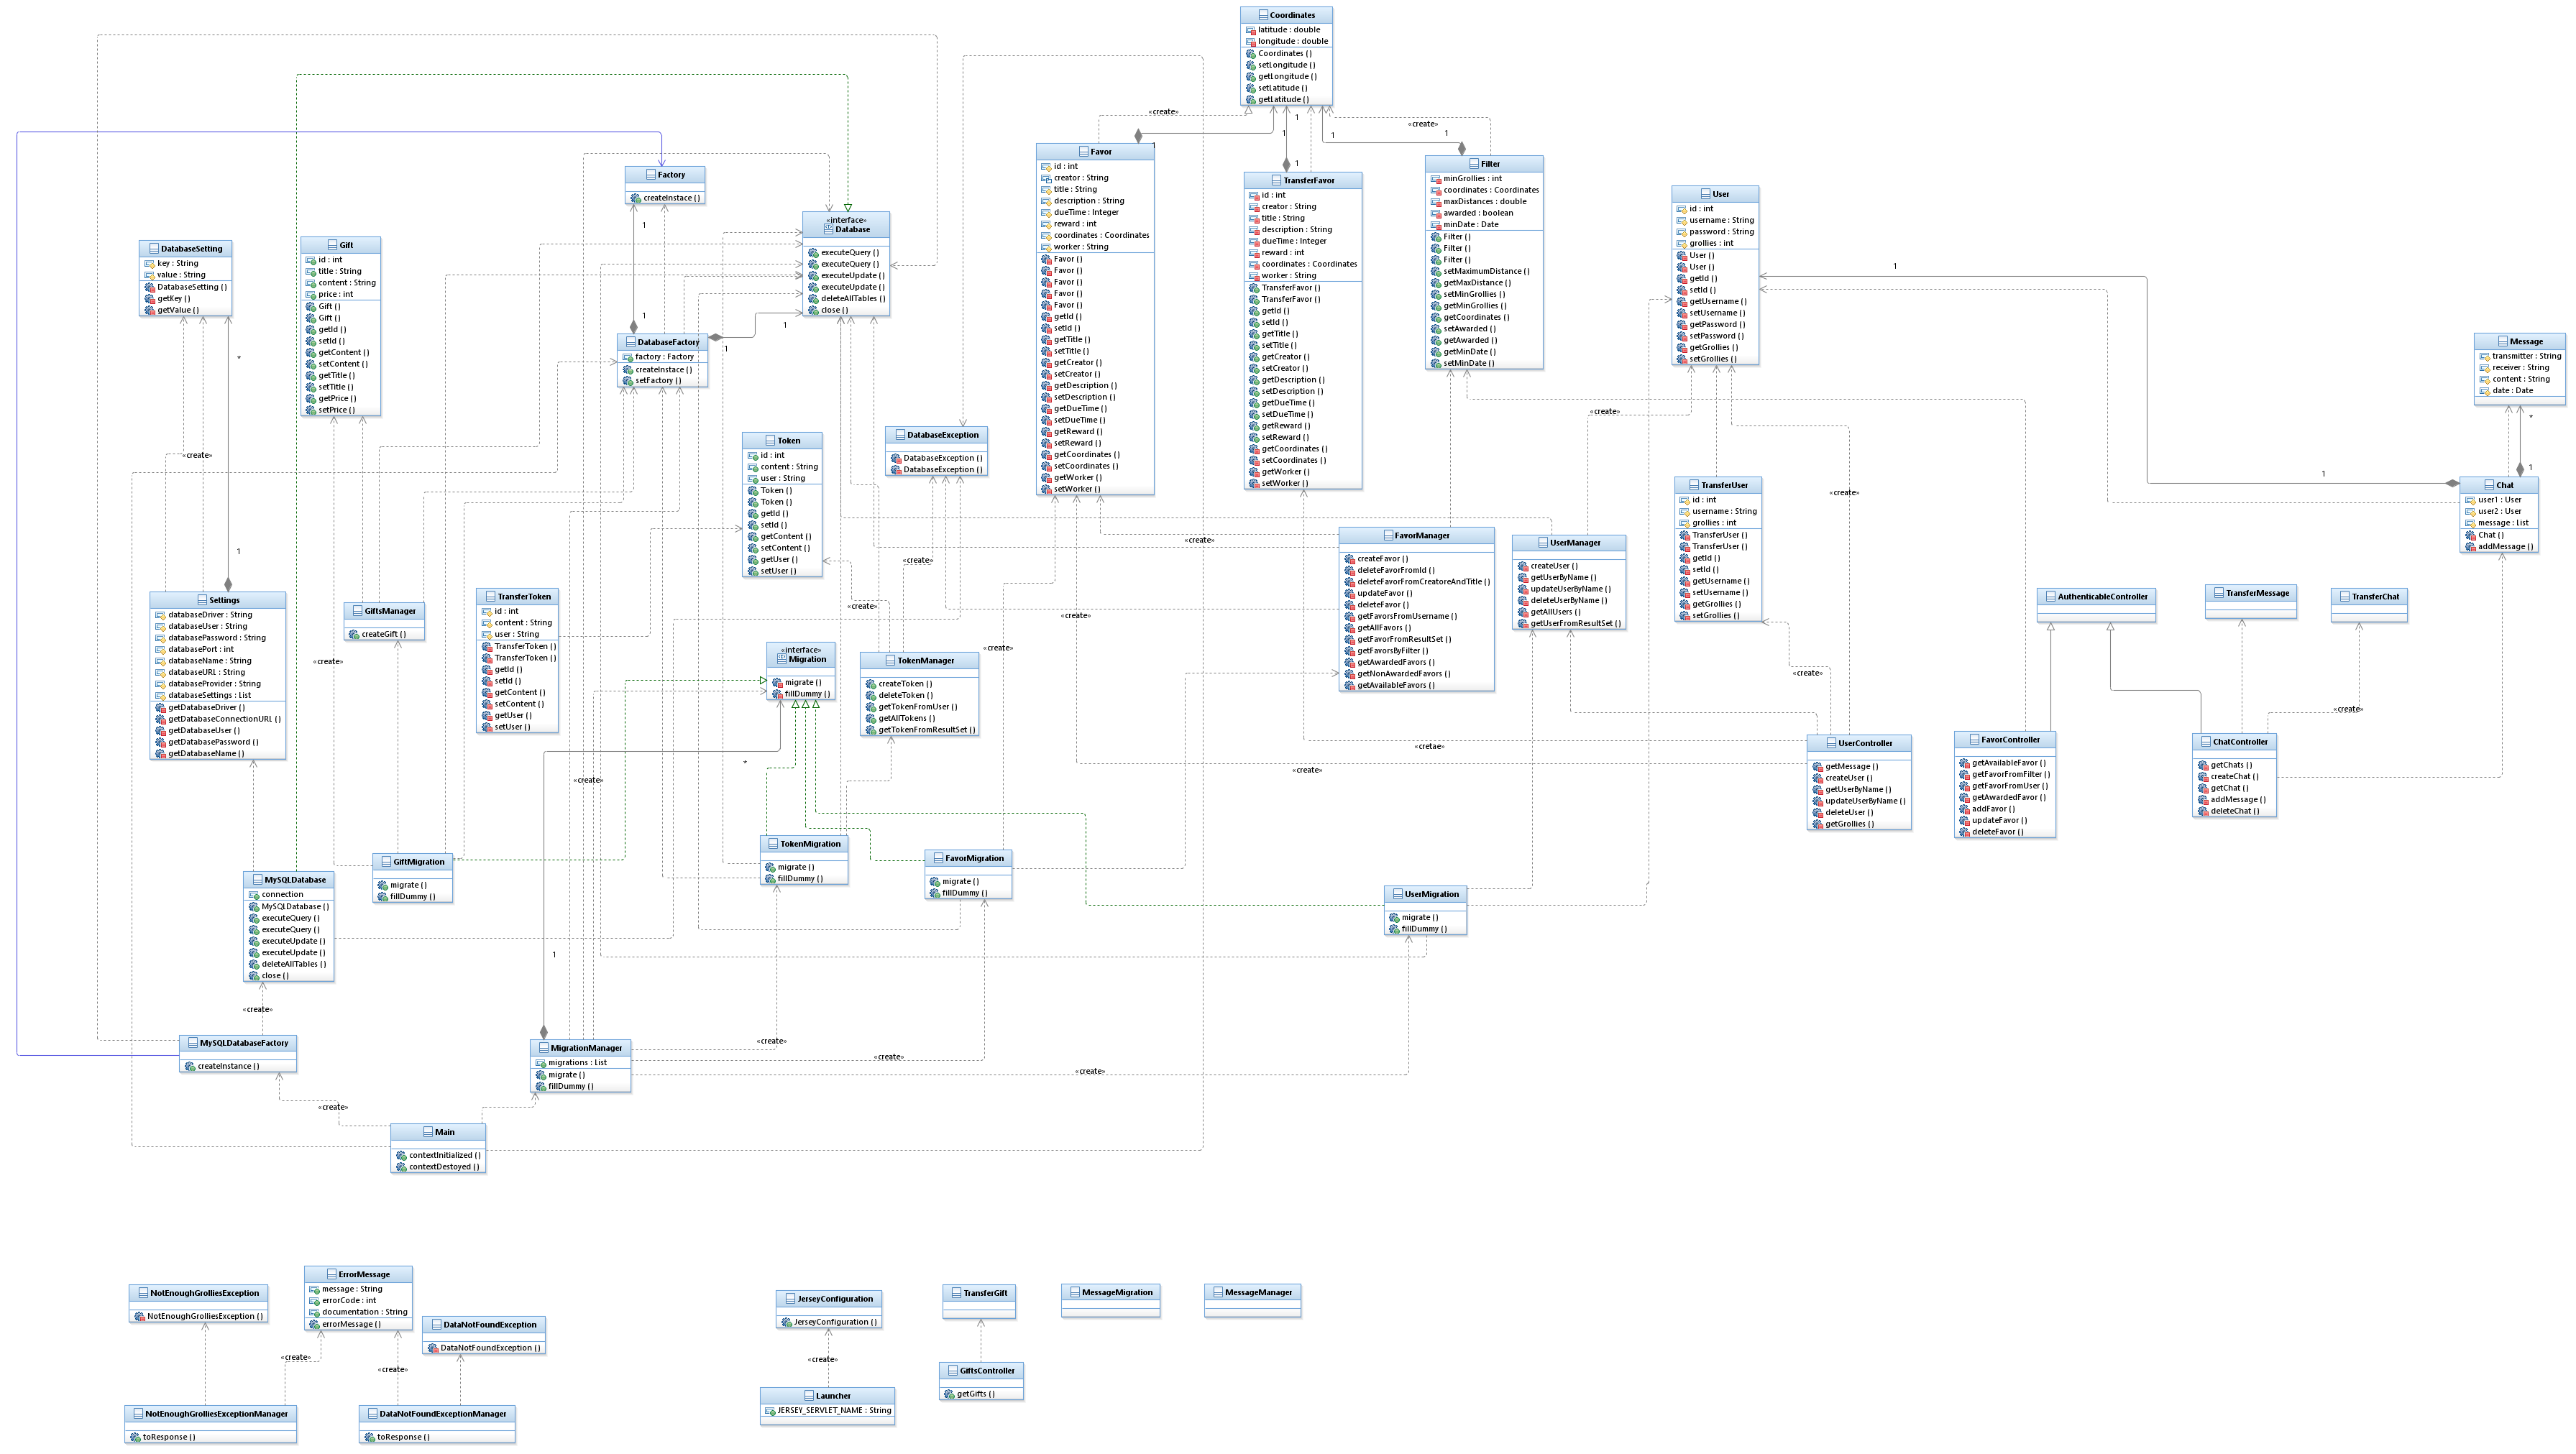 Coordinates
latitude : double
longitude : double
Coordinates ( )
setLongitude ( )
getLongitude ( )
setLatitude ( )
getLatitude ( )
«create»
1
1
1
1
«create»
1
1
1
Favor
id : int
creator : String
title : String
description : String
dueTime : Integer
reward : int
coordinates : Coordinates
worker : String
Favor ( )
Favor ( )
Favor ( )
Favor ( )
Favor ( )
getId ( )
setId ( )
getTitle ( )
setTitle ( )
getCreator ( )
setCreator ( )
getDescription ( )
setDescription ( )
getDueTime ( )
setDueTime ( )
getReward ( )
setReward ( )
getCoordinates ( )
setCoordinates ( )
getWorker ( )
setWorker ( )
TransferFavor
id : int
creator : String
title : String
description : String
dueTime : Integer
reward : int
coordinates : Coordinates
worker : String
TransferFavor ( )
TransferFavor ( )
getId ( )
setId ( )
getTitle ( )
setTitle ( )
getCreator ( )
setCreator ( )
getDescription ( )
setDescription ( )
getDueTime ( )
setDueTime ( )
getReward ( )
setReward ( )
getCoordinates ( )
setCoordinates ( )
getWorker ( )
setWorker ( )
Filter
minGrollies : int
coordinates : Coordinates
maxDistances : double
awarded : boolean
minDate : Date
Filter ( )
Filter ( )
Filter ( )
setMaximumDistance ( )
getMaxDistance ( )
setMinGrollies ( )
getMinGrollies ( )
getCoordinates ( )
setAwarded ( )
getAwarded ( )
getMinDate ( )
setMinDate ( )
User
id : int
username : String
password : String
grollies : int
User ( )
User ( )
getId ( )
setId ( )
getUsername ( )
setUsername ( )
getPassword ( )
setPassword ( )
getGrollies ( )
setGrollies ( )
1
Factory
createInstace ( )
1
«interface»
Database
executeQuery ( )
executeQuery ( )
executeUpdate ( )
executeUpdate ( )
deleteAllTables ( )
close ( )
1
1
1
DatabaseSetting
key : String
value : String
DatabaseSetting ( )
getKey ( )
getValue ( )
*
«create»
1
Gift
id : int
title : String
content : String
price : int
Gift ( )
Gift ( )
getId ( )
setId ( )
getContent ( )
setContent ( )
getTitle ( )
setTitle ( )
getPrice ( )
setPrice ( )
DatabaseFactory
factory : Factory
createInstace ( )
setFactory ( )
Message
transmitter : String
receiver : String
content : String
date : Date
*
1
1
Chat
user1 : User
user2 : User
message : List
Chat ( )
addMessage ( )
«create»
«create»
Token
id : int
content : String
user : String
Token ( )
Token ( )
getId ( )
setId ( )
getContent ( )
setContent ( )
getUser ( )
setUser ( )
DatabaseException
DatabaseException ( )
DatabaseException ( )
«create»
«create»
«create»
«create»
«create»
TransferUser
id : int
username : String
grollies : int
TransferUser ( )
TransferUser ( )
getId ( )
setId ( )
getUsername ( )
setUsername ( )
getGrollies ( )
setGrollies ( )
«create»
FavorManager
createFavor ( )
deleteFavorFromId ( )
deleteFavorFromCreatoreAndTitle ( )
updateFavor ( )
deleteFavor ( )
getFavorsFromUsername ( )
getAllFavors ( )
getFavorFromResultSet ( )
getFavorsByFilter ( )
getAwardedFavors ( )
getNonAwardedFavors ( )
getAvailableFavors ( )
UserManager
createUser ( )
getUserByName ( )
updateUserByName ( )
deleteUserByName ( )
getAllUsers ( )
getUserFromResultSet ( )
AuthenticableController
TransferMessage
TransferChat
«create»
Settings
databaseDriver : String
databaseUser : String
databasePassword : String
databasePort : int
databaseName : String
databaseURL : String
databaseProvider : String
databaseSettings : List
getDatabaseDriver ( )
getDatabaseConnectionURL ( )
getDatabaseUser ( )
getDatabasePassword ( )
getDatabaseName ( )
GiftsManager
createGift ( )
«create»
TransferToken
id : int
content : String
user : String
TransferToken ( )
TransferToken ( )
getId ( )
setId ( )
getContent ( )
setContent ( )
getUser ( )
setUser ( )
«interface»
Migration
migrate ( )
fillDummy ( )
*
«create»
TokenManager
createToken ( )
deleteToken ( )
getTokenFromUser ( )
getAllTokens ( )
getTokenFromResultSet ( )
«cretae»
«create»
UserController
getMessage ( )
createUser ( )
getUserByName ( )
updateUserByName ( )
deleteUser ( )
getGrollies ( )
FavorController
getAvailableFavor ( )
getFavorFromFilter ( )
getFavorFromUser ( )
getAwardedFavor ( )
addFavor ( )
updateFavor ( )
deleteFavor ( )
ChatController
getChats ( )
createChat ( )
getChat ( )
addMessage ( )
deleteChat ( )
MySQLDatabase
connection
MySQLDatabase ( )
executeQuery ( )
executeQuery ( )
executeUpdate ( )
executeUpdate ( )
deleteAllTables ( )
close ( )
GiftMigration
migrate ( )
fillDummy ( )
TokenMigration
migrate ( )
fillDummy ( )
FavorMigration
migrate ( )
fillDummy ( )
UserMigration
migrate ( )
fillDummy ( )
1
«create»
MySQLDatabaseFactory
createInstance ( )
MigrationManager
migrations : List
migrate ( )
fillDummy ( )
«create»
«create»
«create»
«create»
Main
contextInitialized ( )
contextDestoyed ( )
NotEnoughGrolliesException
NotEnoughGrolliesException ( )
ErrorMessage
message : String
errorCode : int
documentation : String
errorMessage ( )
DataNotFoundException
DataNotFoundException ( )
«create»
«create»
NotEnoughGrolliesExceptionManager
toResponse ( )
DataNotFoundExceptionManager
toResponse ( )
JerseyConfiguration
JerseyConfiguration ( )
«create»
Launcher
JERSEY_SERVLET_NAME : String
TransferGift
GiftsController
getGifts ( )
MessageMigration
MessageManager